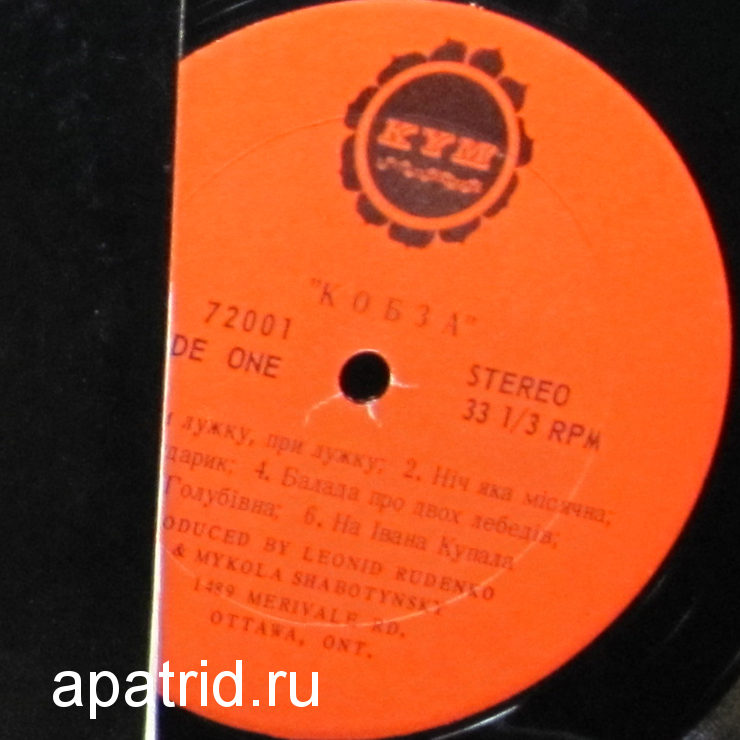 KYM
"КОБЗА"
72001
DE ONE
STEREO
33 1/3 RPM
и лужку, при лужку; 2. Ніч яка місячна;
дарик; 4. Балада про двох лебедів;
Голубівна; 6. На Івана Купала
ODUCED BY LEONID RUDENKO
& MYKOLA SHABOTYNSKY
1489 MERIVALE RD.
OTTAWA, ONT.
apatrid.ru